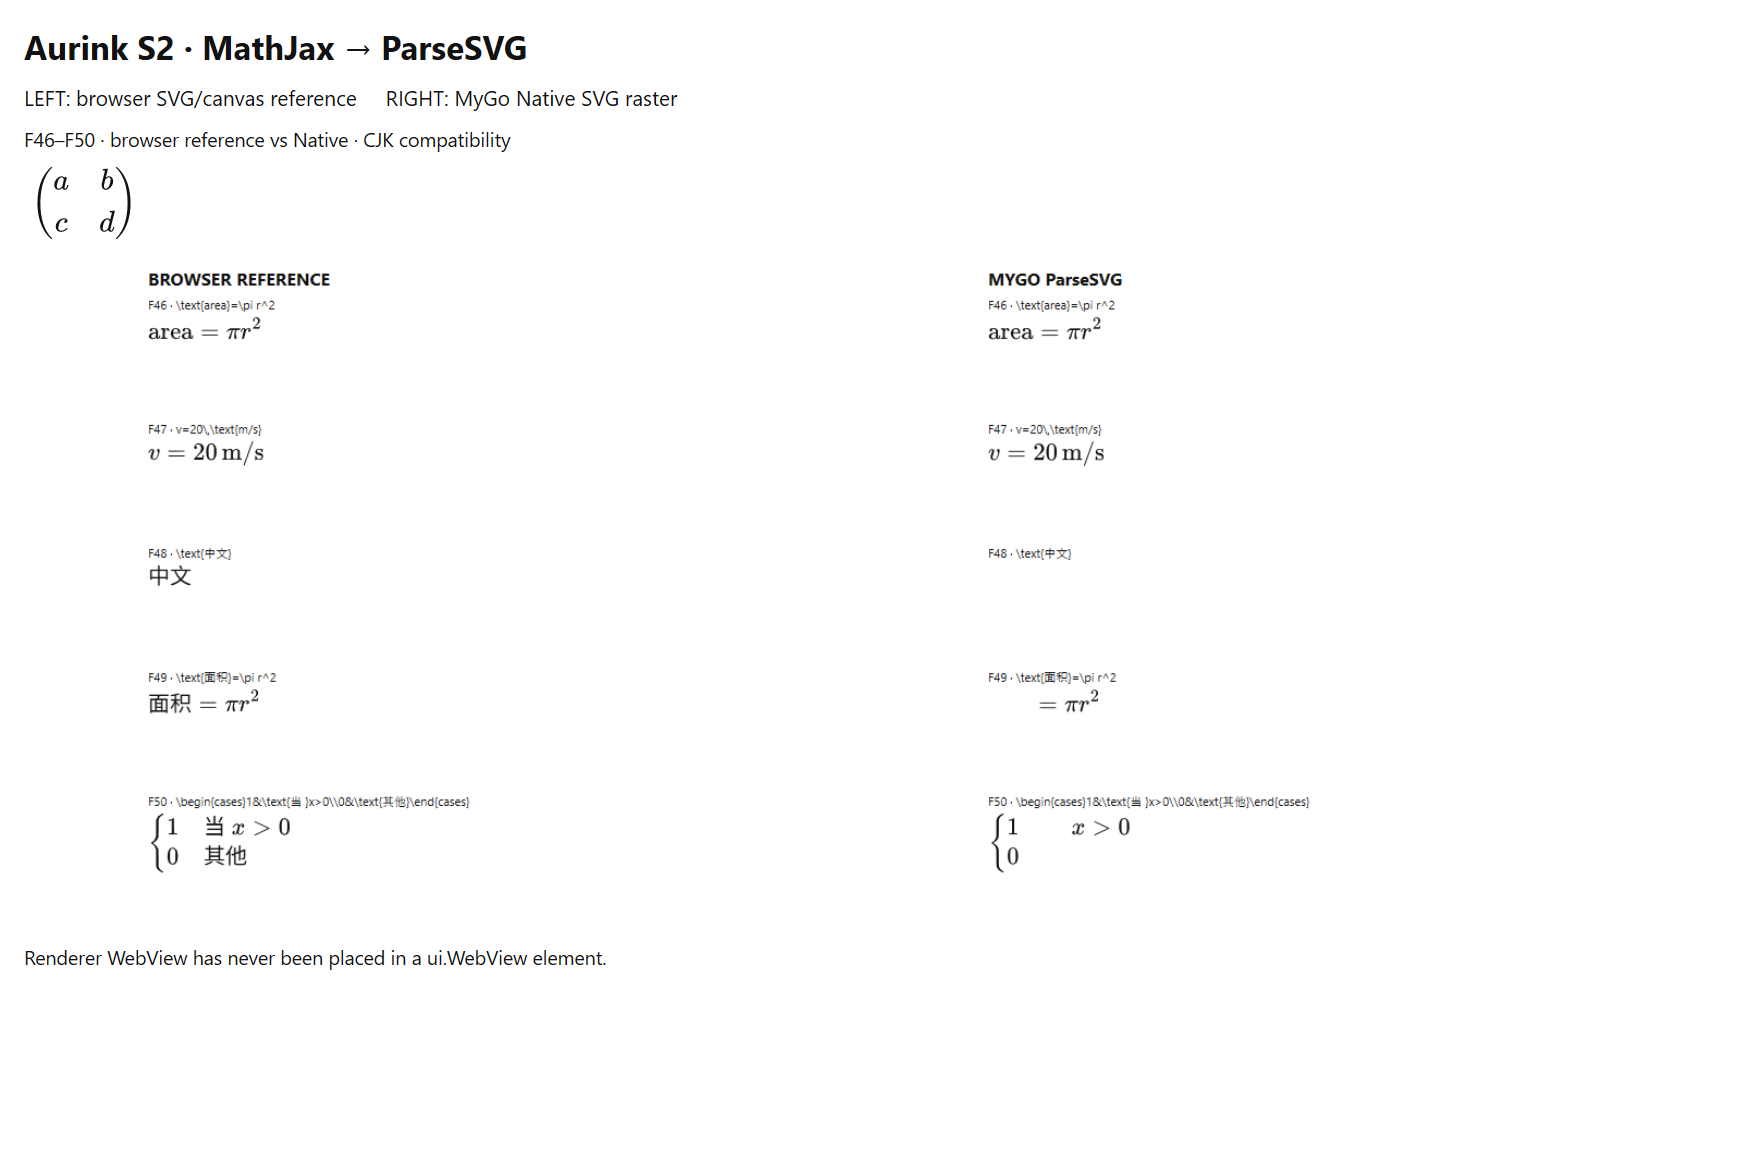 Aurink S2 · MathJax → ParseSVG
LEFT: browser SVG/canvas reference RIGHT: MyGo Native SVG raster
F46–F50 · browser reference vs Native · CJK compatibility
(a b
c d)
BROWSER REFERENCE
F46 · \text{area}=\pi r^2
area = πr²
F47 · v=20\,\text{m/s}
v = 20 m/s
F48 · \text{中文}
中文
F49 · \text{面积}=\pi r^2
面积 = πr²
F50 · \begin{cases}1&\text{当 }x>0\\0&\text{其他}\end{cases}
{1 当 x > 0
0 其他
MYGO ParseSVG
F46 · \text{area}=\pi r^2
area = πr²
F47 · v=20\,\text{m/s}
v = 20 m/s
F48 · \text{中文}
F49 · \text{面积}=\pi r^2
= πr²
F50 · \begin{cases}1&\text{当 }x>0\\0&\text{其他}\end{cases}
{1 x > 0
0
Renderer WebView has never been placed in a ui.WebView element.